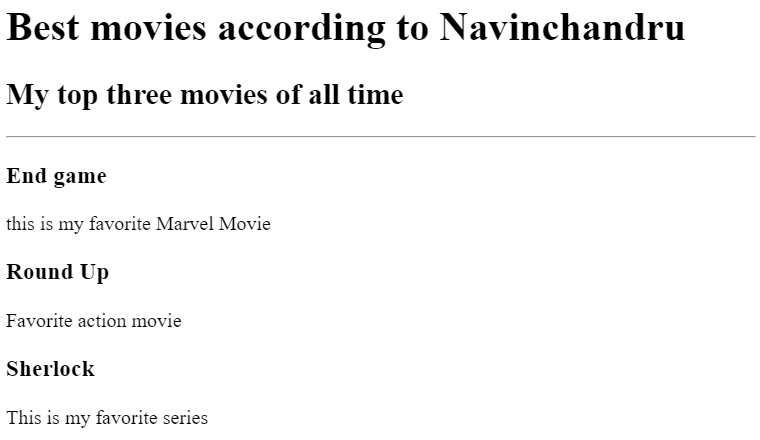 Best movies according to Navinchandru
My top three movies of all time
End game
this is my favorite Marvel Movie
Round Up
Favorite action movie
Sherlock
This is my favorite series